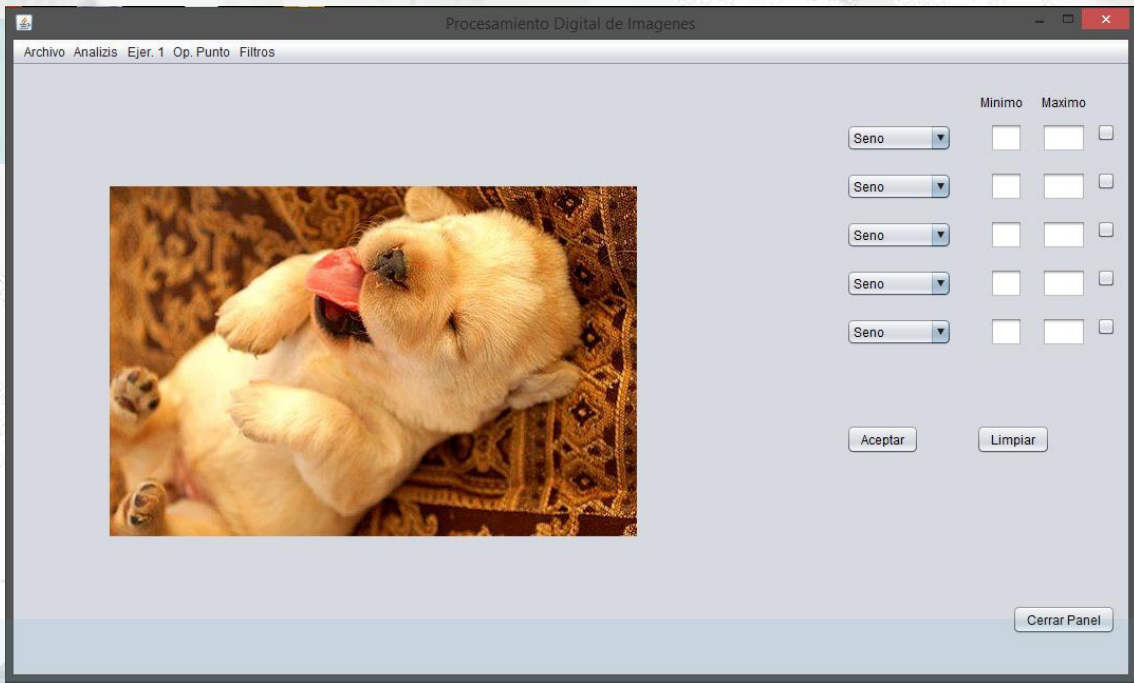 Procesamiento Digital de Imagenes
Archivo Analizis Ejer. 1 Op. Punto Filtros
Minimo Maximo
Seno
Seno
Seno
Seno
Seno
Aceptar Limpiar
Cerrar Panel